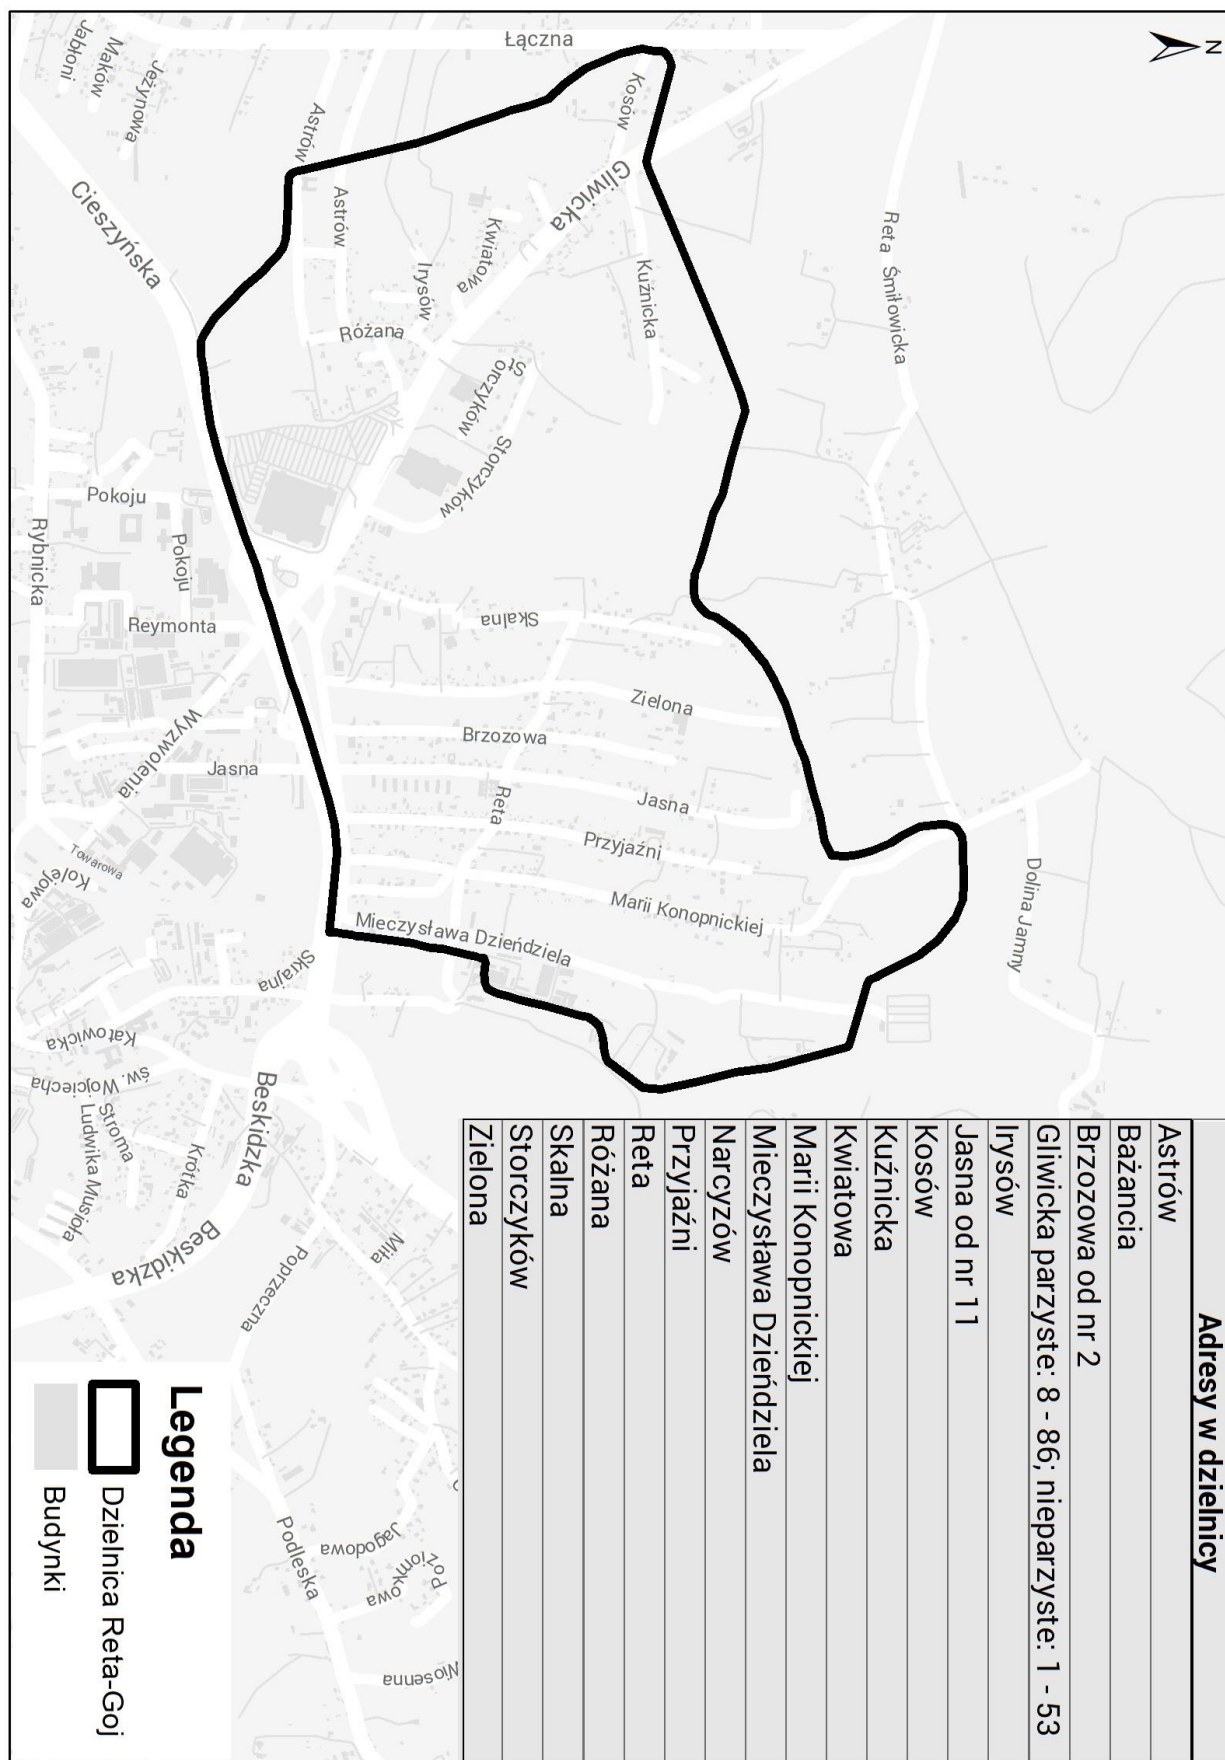 N
Łączna
Jabłoni
Maków
Jeżynowa
Astrów
Kosów
Gliwicka
Cieszyńska
Astrów
Kwiatowa
Irysów
Kuźnicka
Reta Śmiłowicka
Różana
Storczyków
Storczyków
Pokoju
Rybnicka
Pokoju
Reymonta
Skalna
Zielona
Brzozowa
Wyzwolenia
Jasna
Jasna
Reta
Przyjaźni
Towarowa
Kolejowa
Marii Konopnickiej
Mieczysława Dzieńdziela
Dolina Jamny
Skrajna
Katowicka
św. Wojciecha
Stroma
Ludwika Musioła
Krótka
Beskidzka
Beskidzka
Miła
Poprzeczna
Podleska
Jagodowa
Poziomkowa
Wiosenna
Adresy w dzielnicy
Astrów
Bażancia
Brzozowa od nr 2
Gliwicka parzyste: 8 - 86; nieparzyste: 1 - 53
Irysów
Jasna od nr 11
Kosów
Kuźnicka
Kwiatowa
Marii Konopnickiej
Mieczysława Dzieńdziela
Narcyzów
Przyjaźni
Reta
Różana
Skalna
Storczyków
Zielona
Legenda
Dzielnica Reta-Goj
Budynki